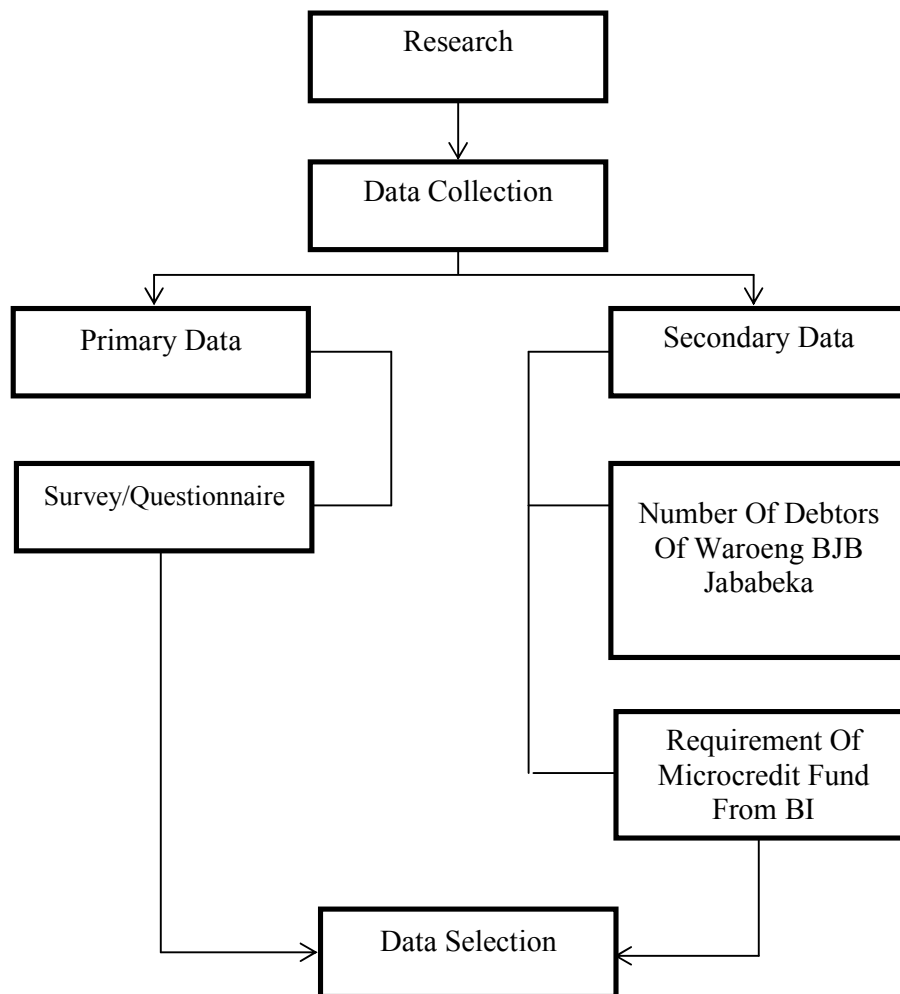 Research
Data Collection
Primary Data
Secondary Data
Survey/Questionnaire
Number Of Debtors
Of Waroeng BJB
Jababeka
Requirement Of
Microcredit Fund
From BI
Data Selection